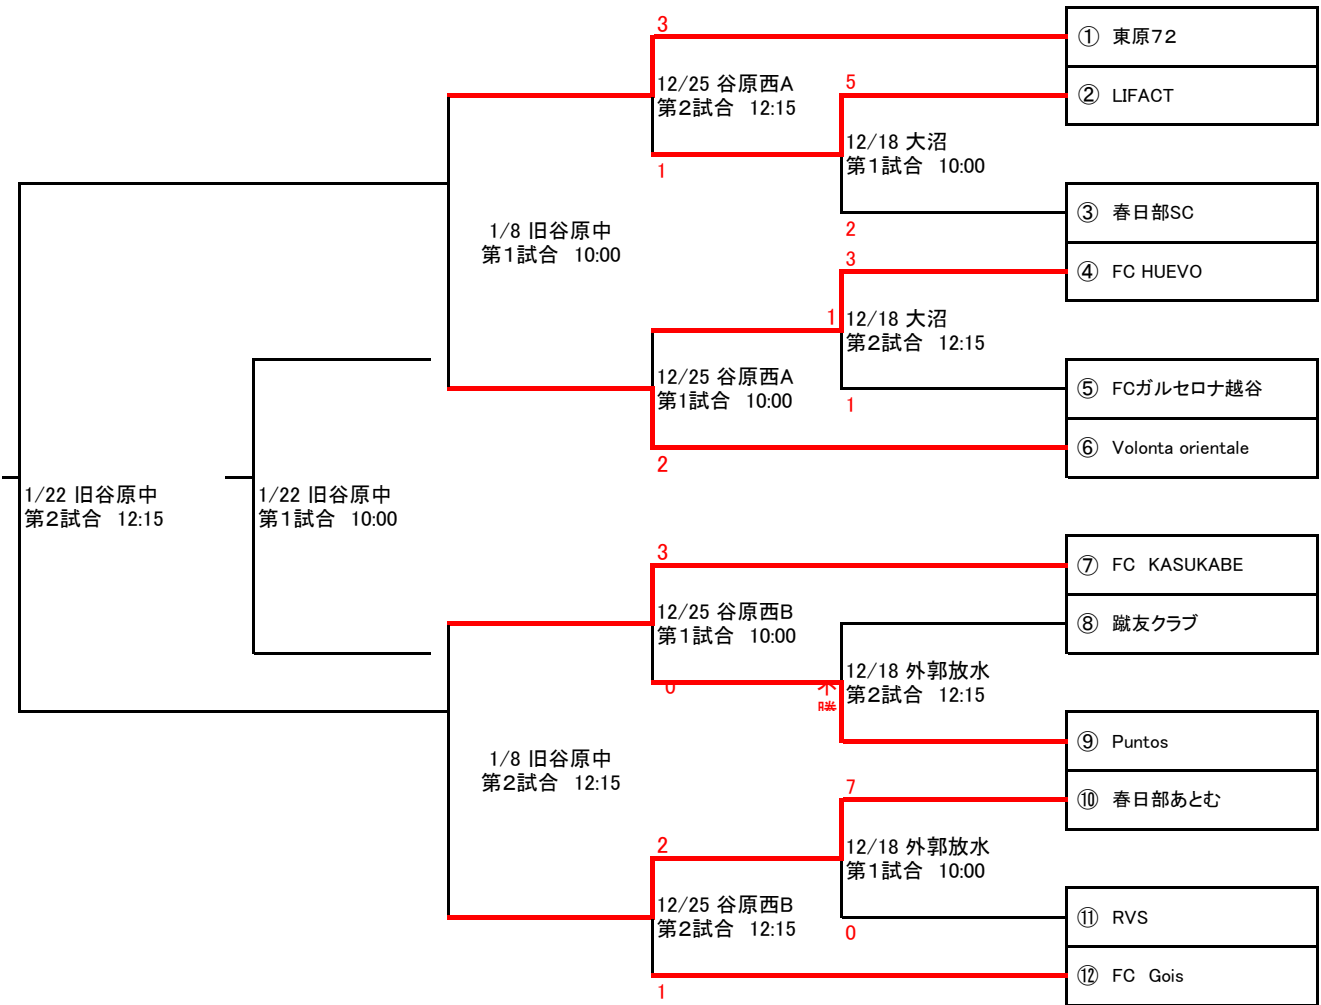 3
① 東原72
12/25 谷原西A
第2試合 12:15
5
② LIFACT
12/18 大沼
第1試合 10:00
1
③ 春日部SC
2
1/8 旧谷原中
第1試合 10:00
3
④ FC HUEVO
1
12/18 大沼
第2試合 12:15
12/25 谷原西A
第1試合 10:00
⑤ FCガルセロナ越谷
1
⑥ Volonta orientale
2
1/22 旧谷原中
第2試合 12:15
1/22 旧谷原中
第1試合 10:00
3
⑦ FC KASUKABE
12/25 谷原西B
第1試合 10:00
⑧ 蹴友クラブ
12/18 外郭放水
第2試合 12:15
0
⑨ Puntos
1/8 旧谷原中
第2試合 12:15
7
⑩ 春日部あとむ
2
12/18 外郭放水
第1試合 10:00
12/25 谷原西B
第2試合 12:15
⑪ RVS
0
⑫ FC Gois
1